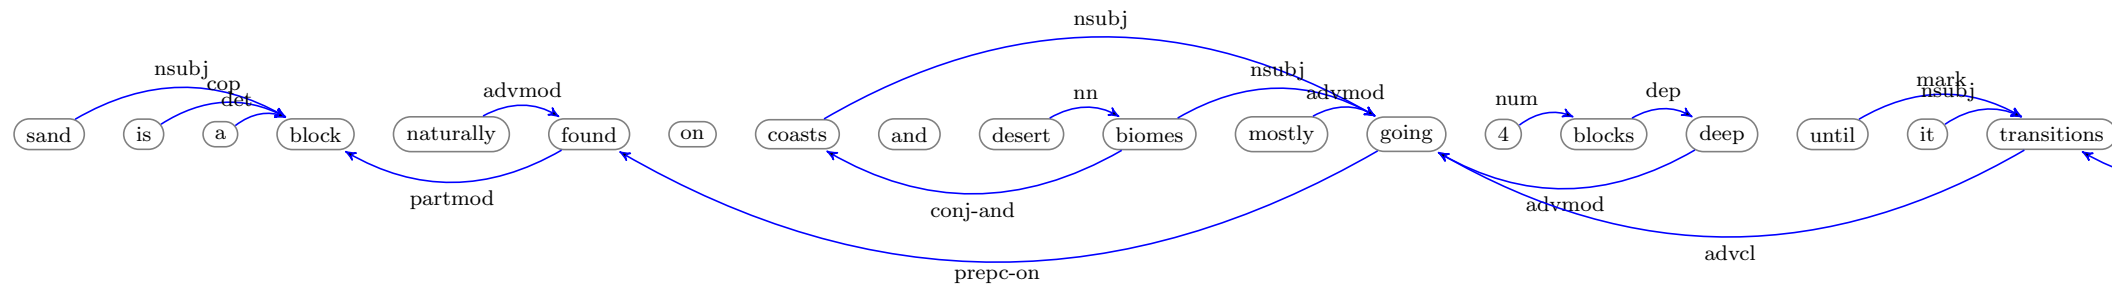 nsubj
nsubj cop det advmod nn nsubj advmod num dep mark nsubj
sand is a block naturally found on coasts and desert biomes mostly going 4 blocks deep until it transitions
partmod conj-and advmod
advcl
prepc-on